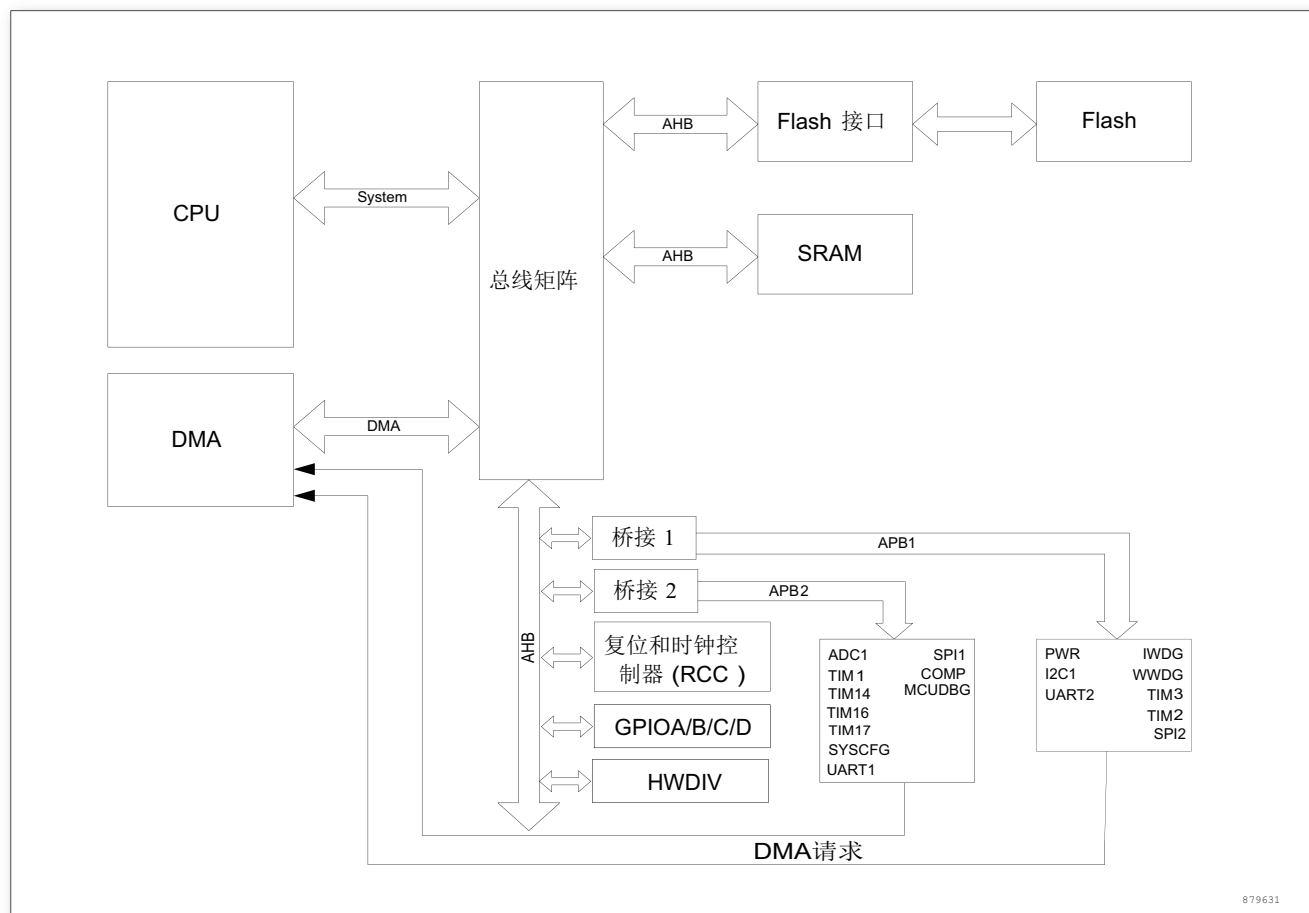 CPU
System
总线矩阵
AHB
Flash 接口
Flash
AHB
SRAM
DMA
DMA
AHB
桥接 1
APB1
桥接 2
APB2
复位和时钟控
制器 (RCC )
GPIOA/B/C/D
HWDIV
ADC1
TIM1
TIM14
TIM16
TIM17
SYSCFG
UART1
SPI1
COMP
MCUDBG
PWR
I2C1
UART2
IWDG
WWDG
TIM3
TIM2
SPI2
DMA请求
879631